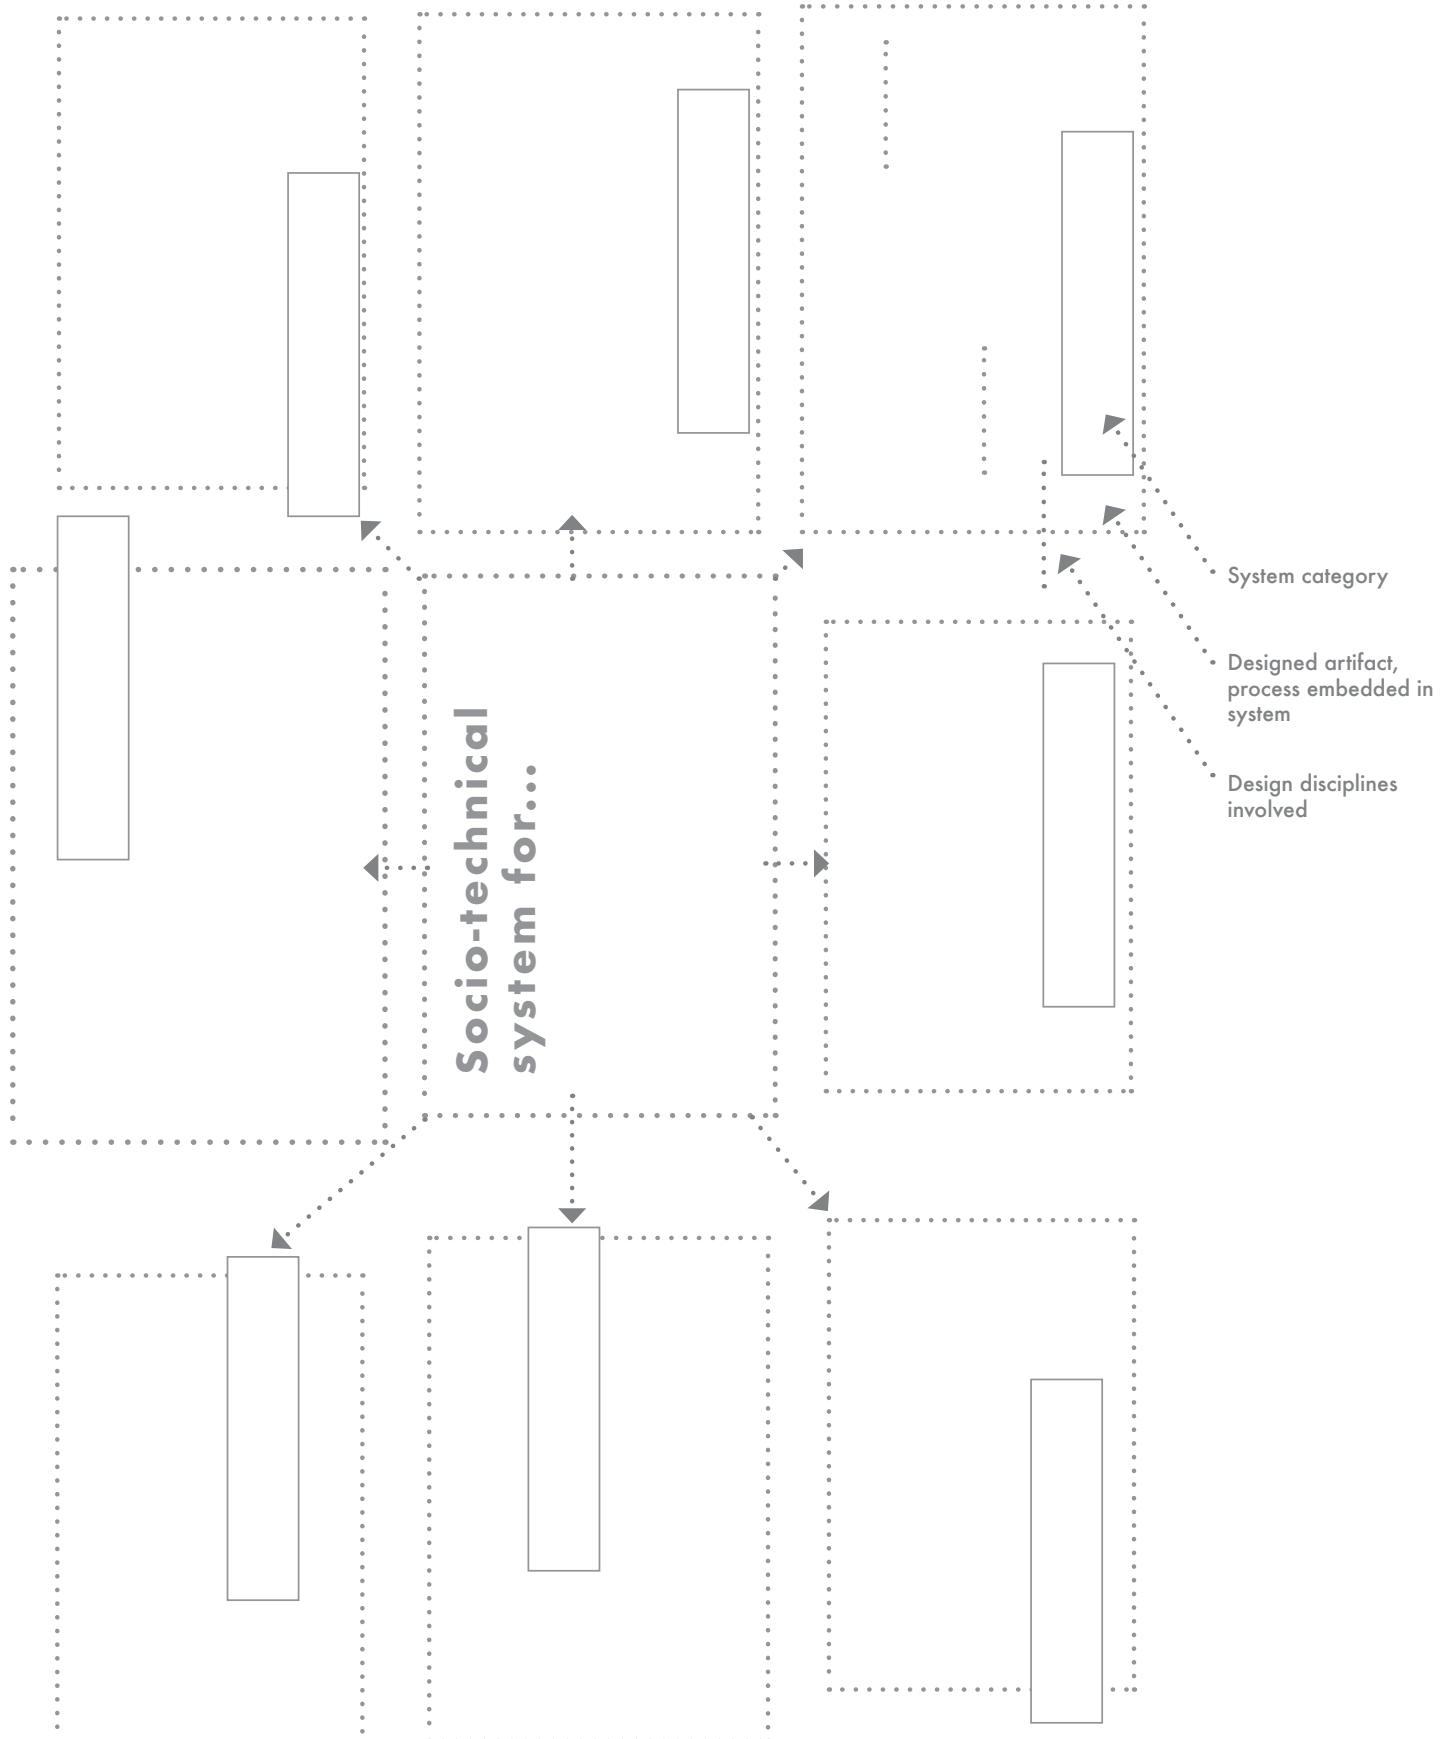 Socio-technical
system for...
System category
Designed artifact,
process embedded in
system
Design disciplines
involved